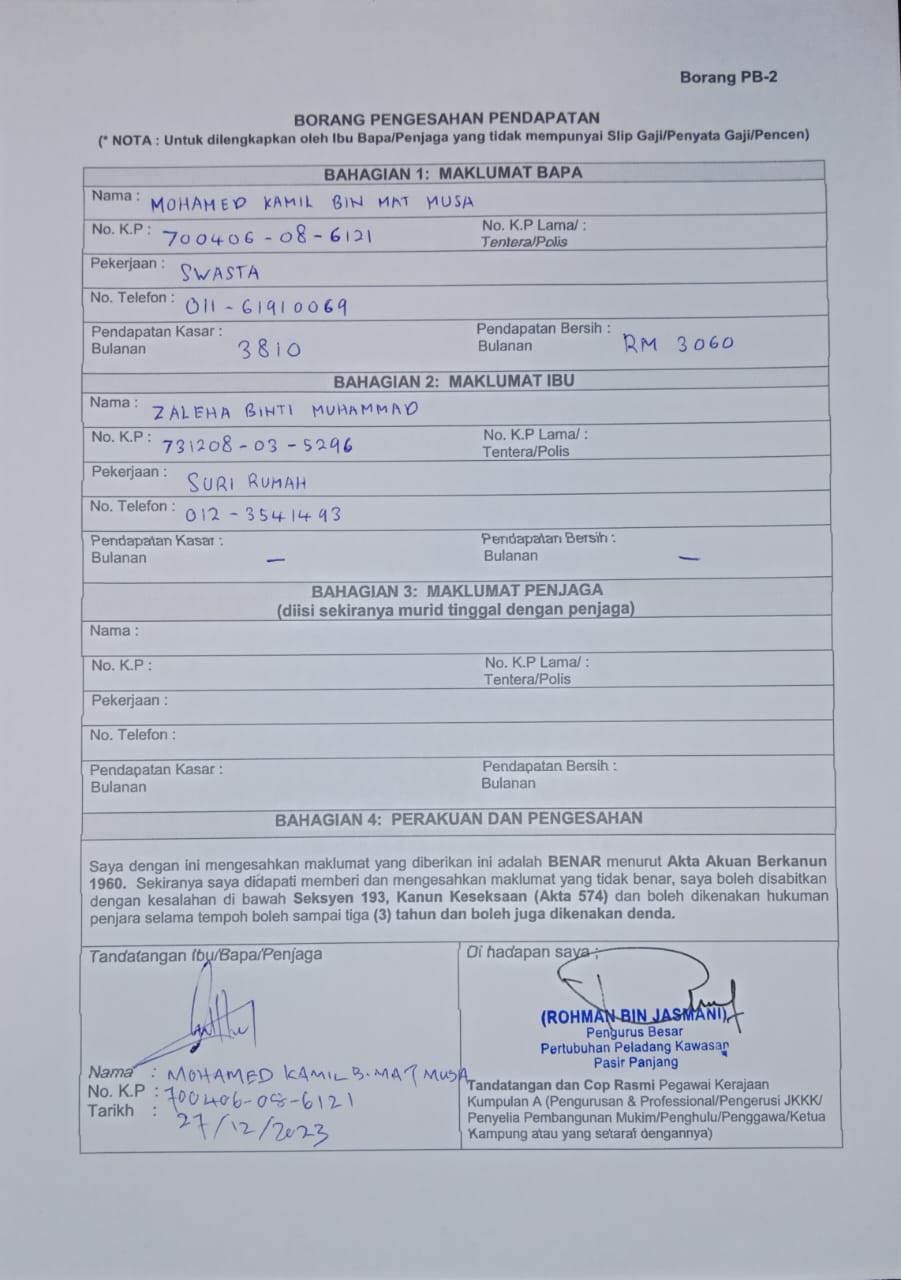 Borang PB-2
BORANG PENGESAHAN PENDAPATAN
(* NOTA : Untuk dilengkapkan oleh Ibu Bapa/Penjaga yang tidak mempunyai Slip Gaji/Penyata Gaji/Pencen)
BAHAGIAN 1: MAKLUMAT BAPA
Nama : MOHAMED KAMIL BIN MAT MUSA
No. K.P : 700406-08-6121 No. K.P Lama/ :
Tentera/Polis
Pekerjaan : SWASTA
No. Telefon : 011-61910069
Pendapatan Kasar : Pendapatan Bersih :
Bulanan 3810 Bulanan RM 3060
BAHAGIAN 2: MAKLUMAT IBU
Nama : ZALEHA BINTI MUHAMMAD
No. K.P : 731208-03-5296 No. K.P Lama/ :
Tentera/Polis
Pekerjaan : SURI RUMAH
No. Telefon : 012-3541493
Pendapatan Kasar : Pendapatan Bersih :
Bulanan — Bulanan —
BAHAGIAN 3: MAKLUMAT PENJAGA
(diisi sekiranya murid tinggal dengan penjaga)
Nama :
No. K.P : No. K.P Lama/ :
Tentera/Polis
Pekerjaan :
No. Telefon :
Pendapatan Kasar : Pendapatan Bersih :
Bulanan Bulanan
BAHAGIAN 4: PERAKUAN DAN PENGESAHAN
Saya dengan ini mengesahkan maklumat yang diberikan ini adalah BENAR menurut Akta Akuan Berkanun
1960. Sekiranya saya didapati memberi dan mengesahkan maklumat yang tidak benar, saya boleh disabitkan
dengan kesalahan di bawah Seksyen 193, Kanun Keseksaan (Akta 574) dan boleh dikenakan hukuman
penjara selama tempoh boleh sampai tiga (3) tahun dan boleh juga dikenakan denda.
Tandatangan Ibu/Bapa/Penjaga
Nama : MOHAMED KAMIL B. MAT MUSA
No. K.P : 700406-08-6121
Tarikh : 27/12/2023
Di hadapan saya :
(ROHMAN BIN JASMANI)
Pengurus Besar
Pertubuhan Peladang Kawasan
Pasir Panjang
Tandatangan dan Cop Rasmi Pegawai Kerajaan
Kumpulan A (Pengurusan & Professional/Pengerusi JKKK/
Penyelia Pembangunan Mukim/Penghulu/Penggawa/Ketua
Kampung atau yang setaraf dengannya)